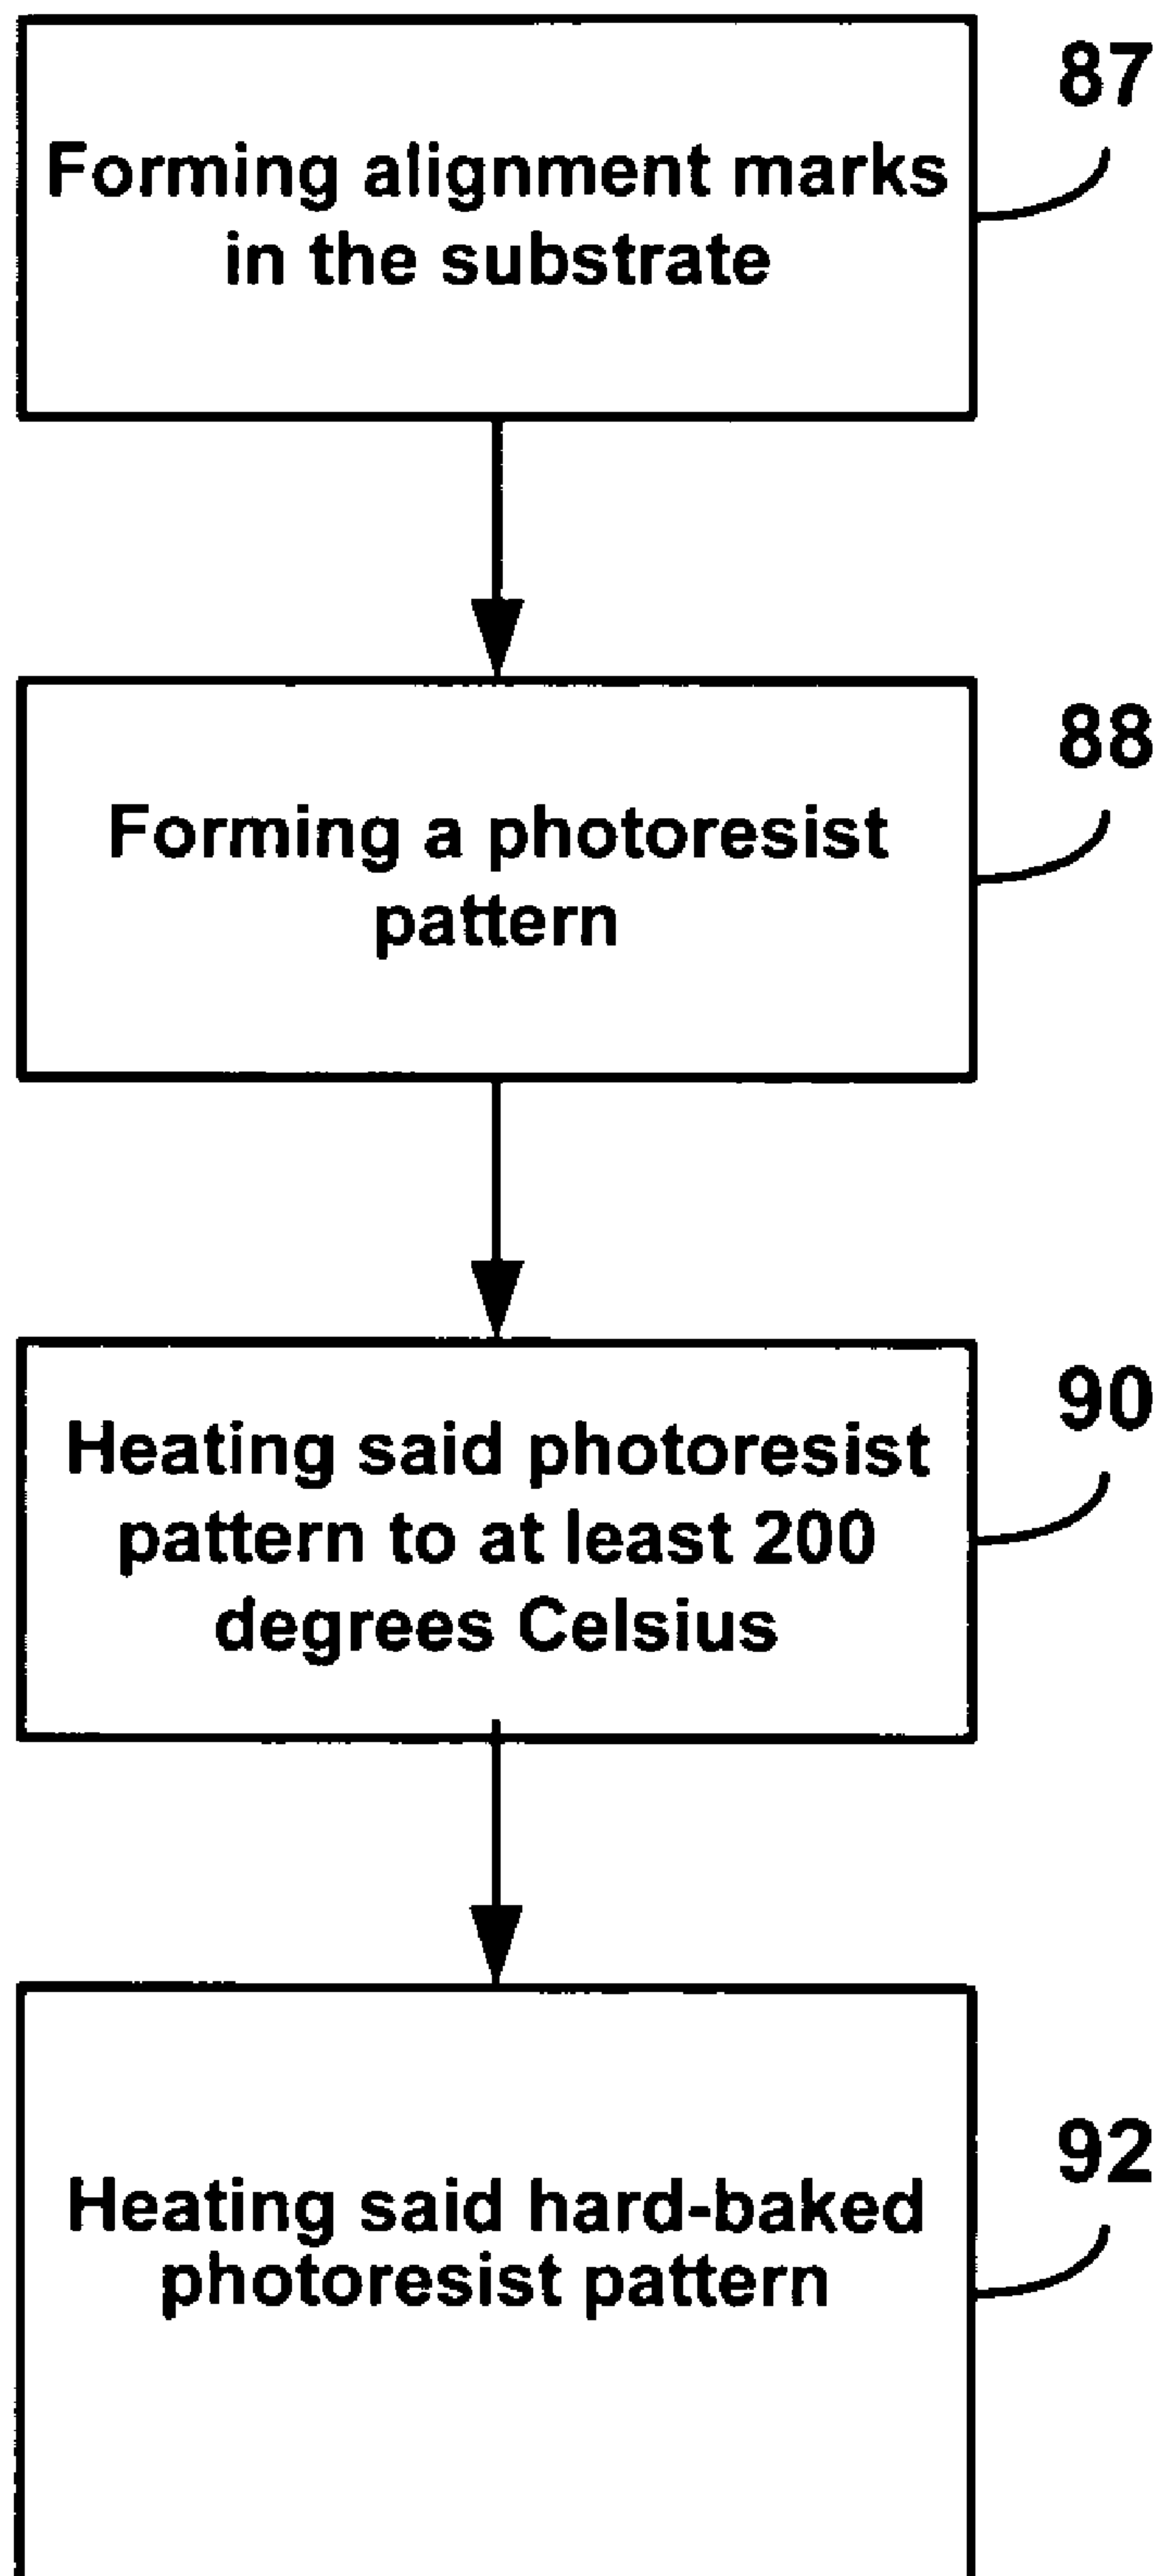 87
Forming alignment marks
in the substrate
88
Forming a photoresist
pattern
90
Heating said photoresist
pattern to at least 200
degrees Celsius
92
Heating said hard-baked
photoresist pattern